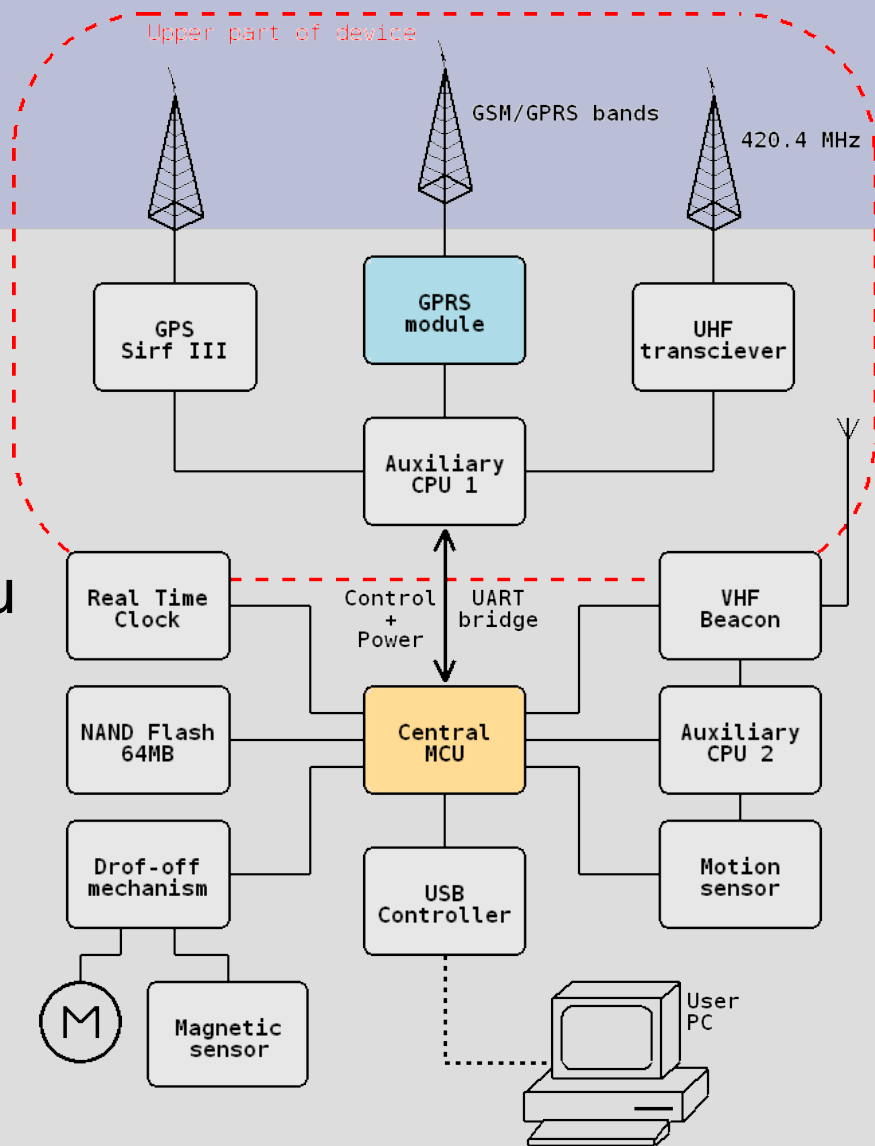 Upper part of device
GSM/GPRS bands
420.4 MHz
GPS
Sirf III
GPRS
module
UHF
transciever
Auxiliary
CPU 1
u
Real Time
Clock
Control
+
Power
UART
bridge
VHF
Beacon
NAND Flash
64MB
Central
MCU
Auxiliary
CPU 2
Drof-off
mechanism
USB
Controller
Motion
sensor
M
Magnetic
sensor
User
PC